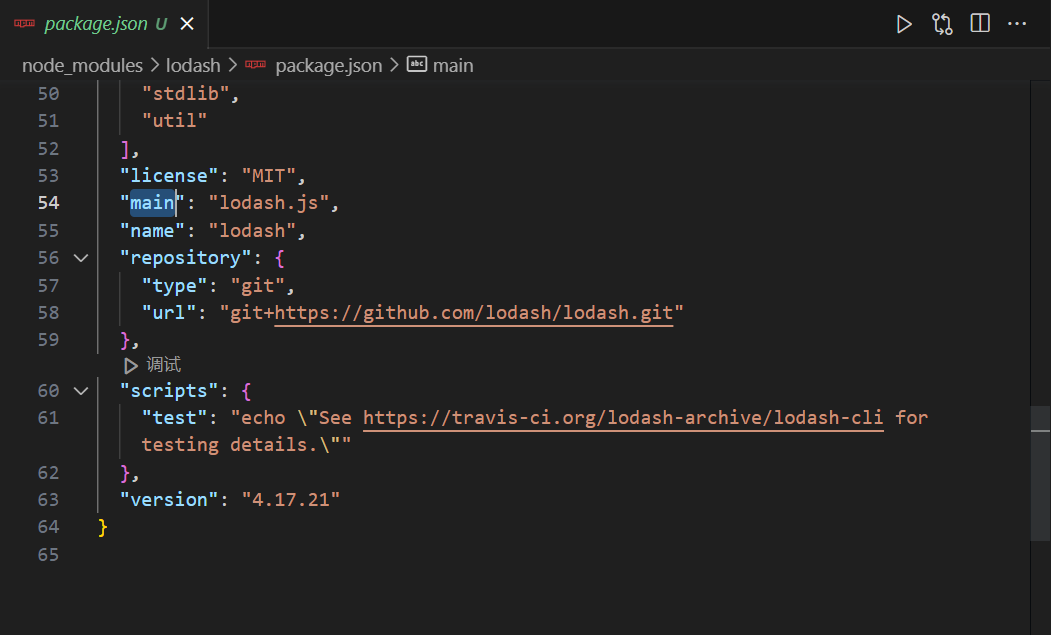 package.json U
node_modules > lodash > package.json > main
50 "stdlib",
51 "util"
52 ],
53 "license": "MIT",
54 "main": "lodash.js",
55 "name": "lodash",
56 "repository": {
57 "type": "git",
58 "url": "git+https://github.com/lodash/lodash.git"
59 },
调试
60 "scripts": {
61 "test": "echo \"See https://travis-ci.org/lodash-archive/lodash-cli for
testing details.\""
62 },
63 "version": "4.17.21"
64 }
65